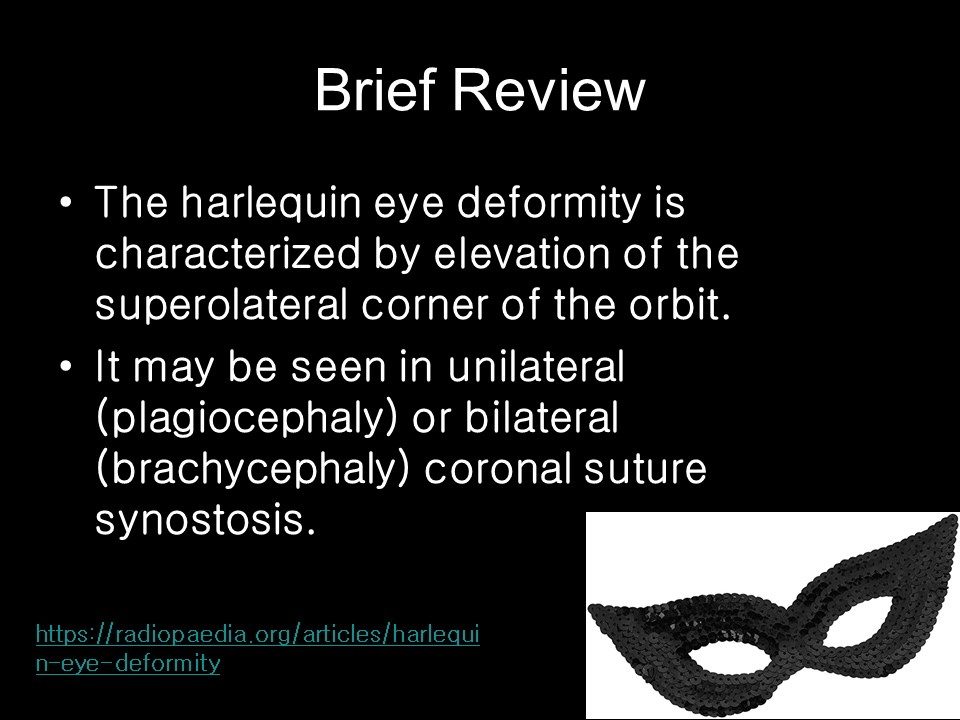 Brief Review
• The harlequin eye deformity is
characterized by elevation of the
superolateral corner of the orbit.
• It may be seen in unilateral
(plagiocephaly) or bilateral
(brachycephaly) coronal suture
synostosis.
https://radiopaedia.org/articles/harlequi
n-eye-deformity